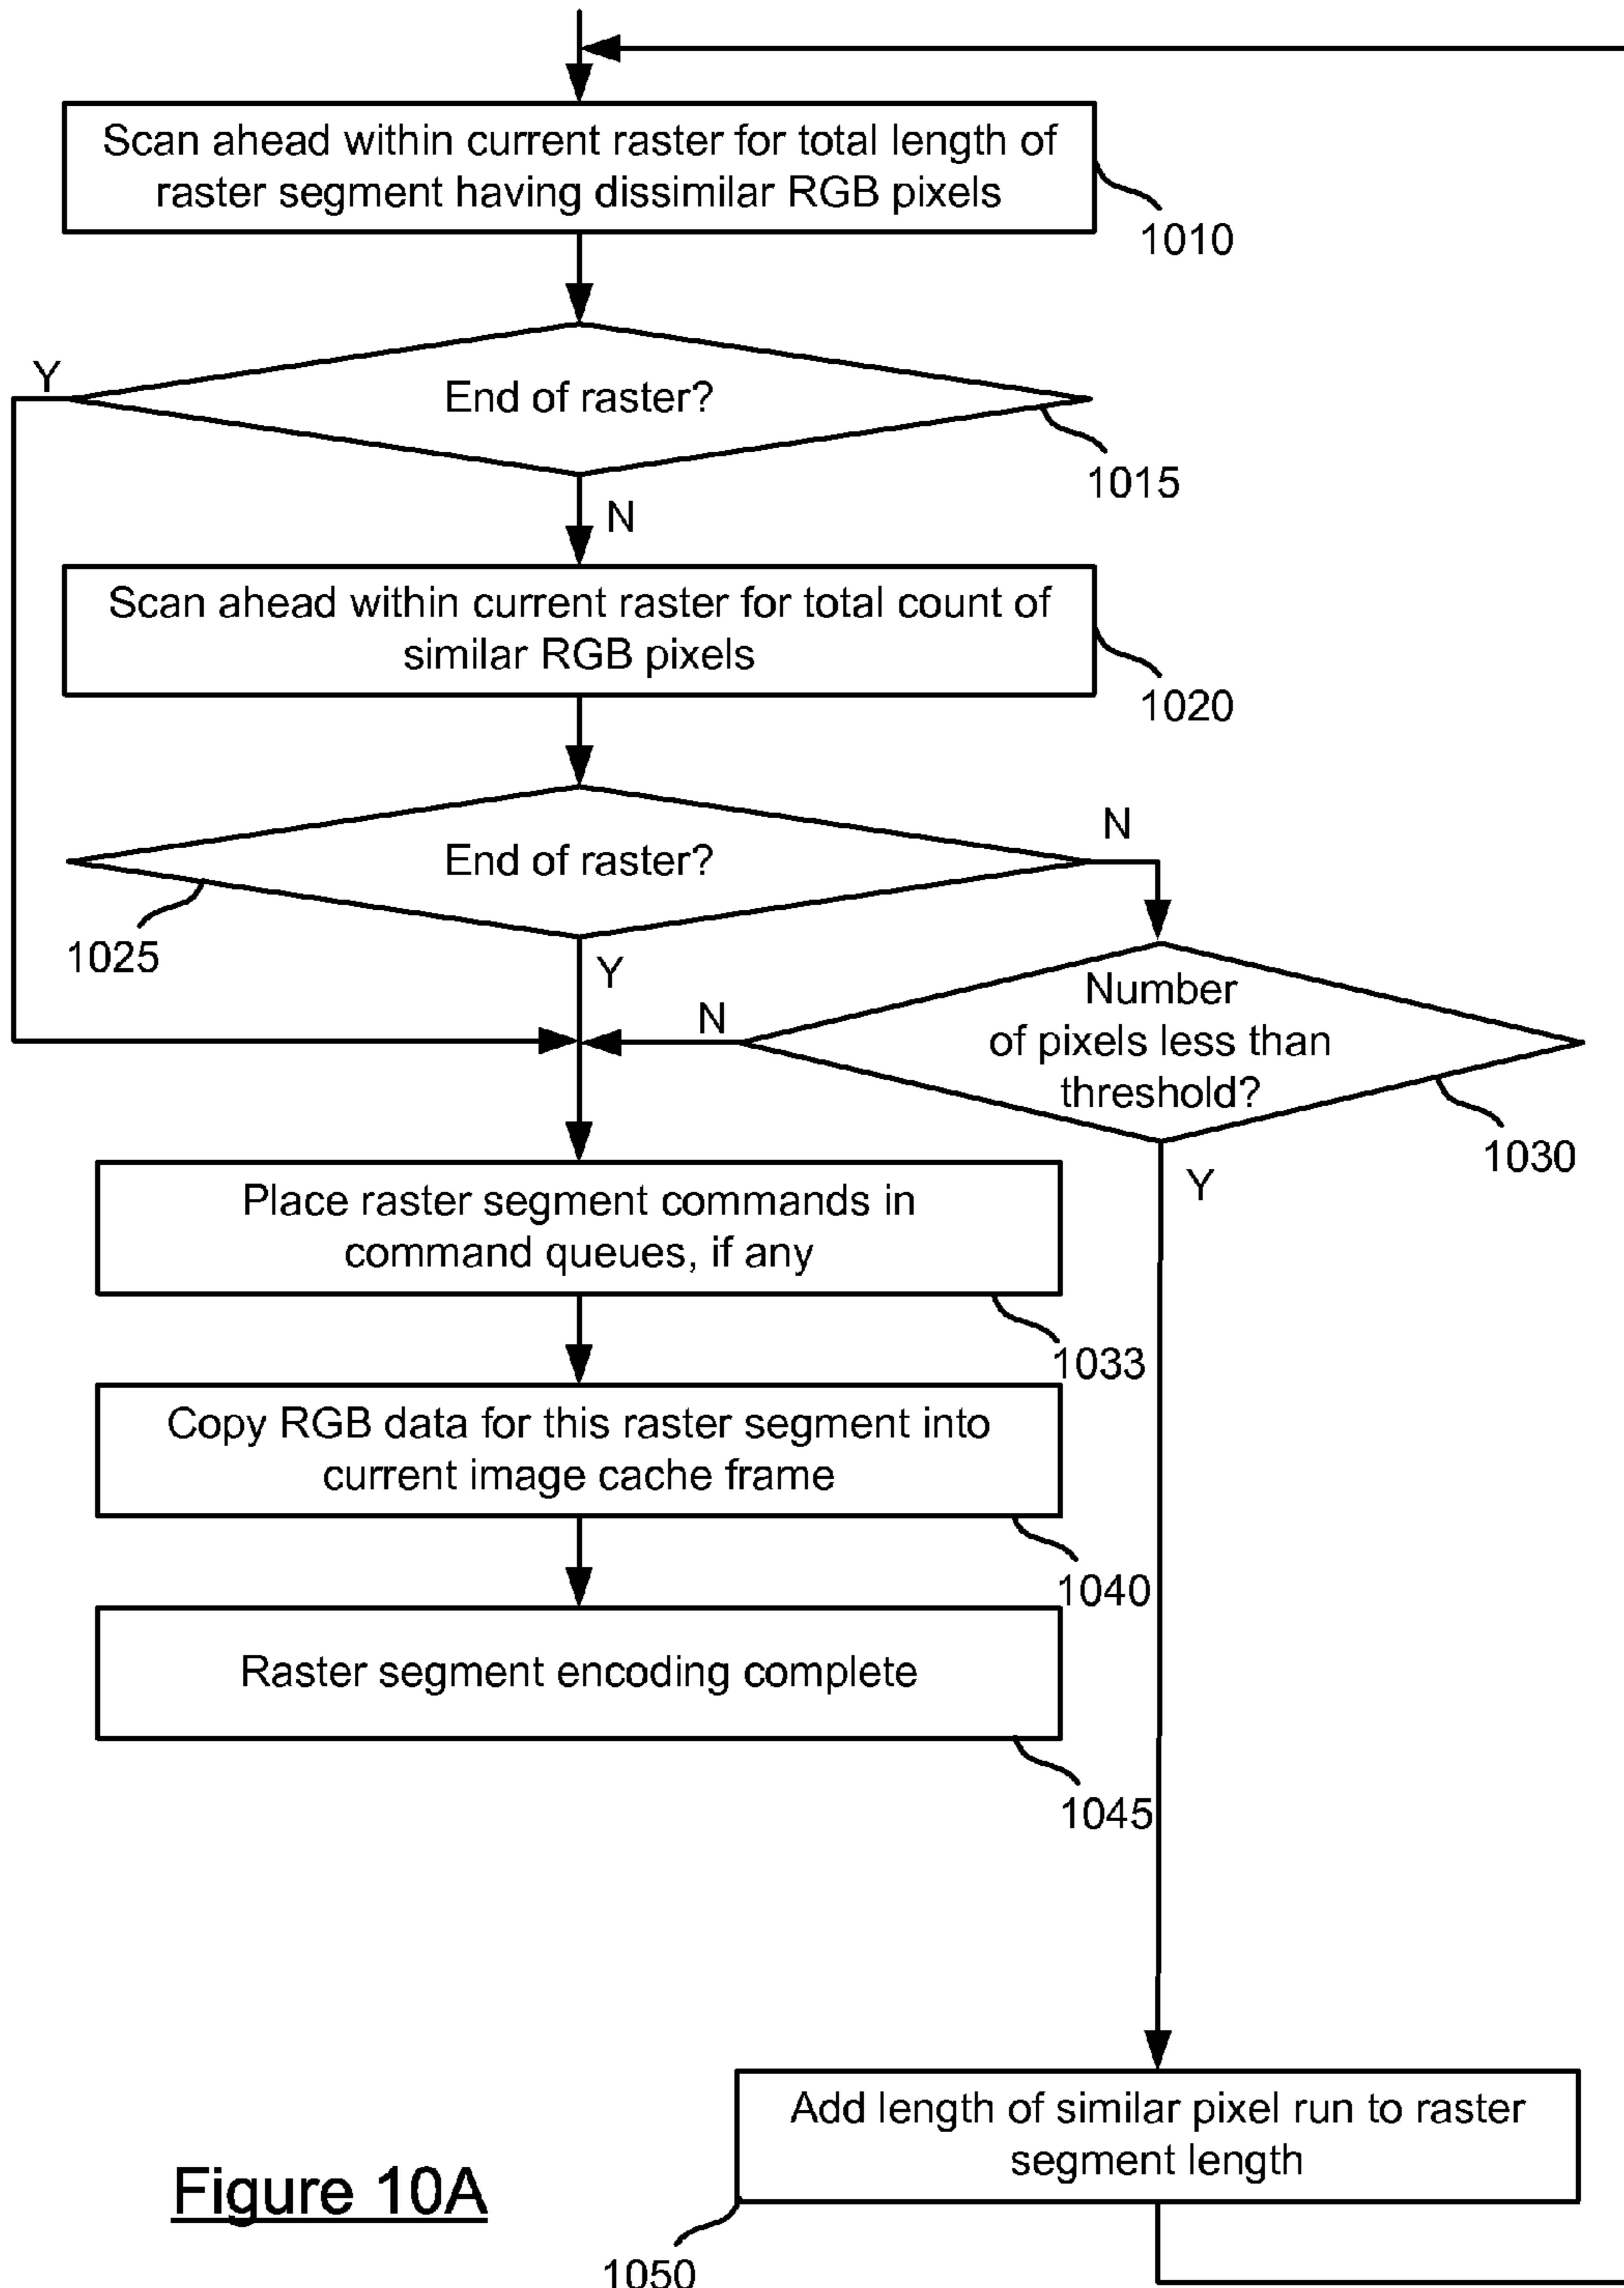 Scan ahead within current raster for total length of
raster segment having dissimilar RGB pixels
1010
Y
End of raster?
1015
N
Scan ahead within current raster for total count of
similar RGB pixels
1020
N
End of raster?
1025
Y
Number
of pixels less than
threshold?
N
1030
Y
Place raster segment commands in
command queues, if any
1033
Copy RGB data for this raster segment into
current image cache frame
1040
Raster segment encoding complete
1045
Add length of similar pixel run to raster
segment length
1050
Figure 10A